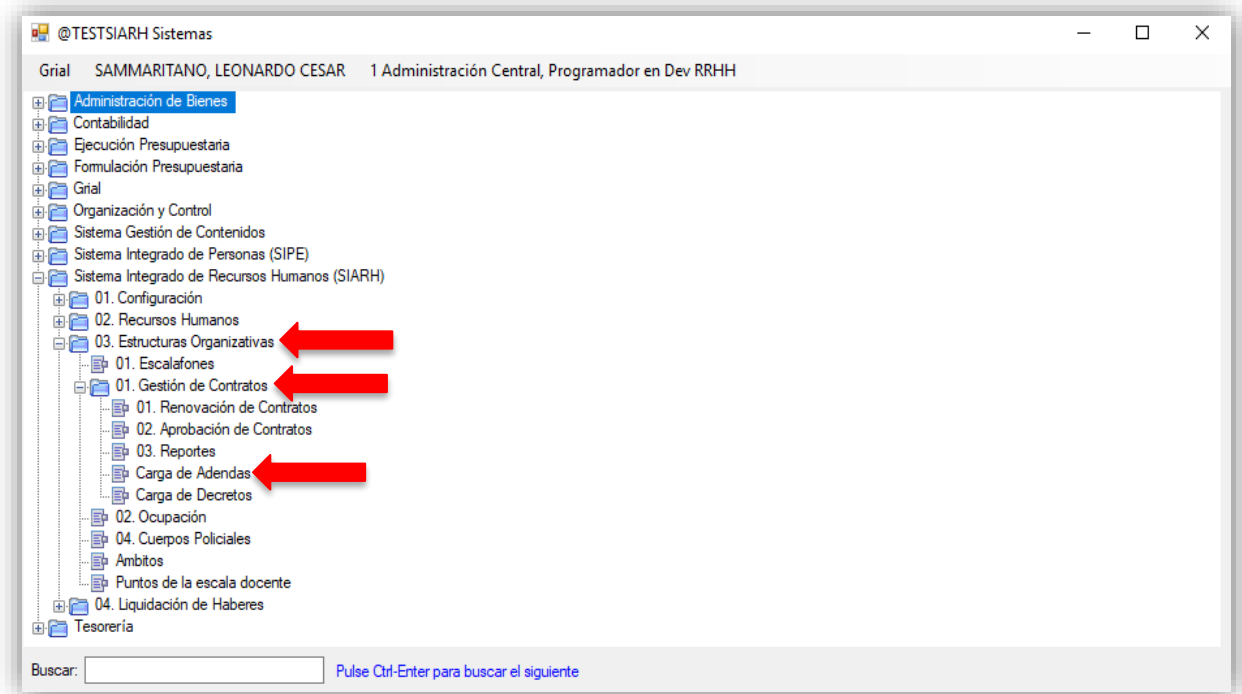 @TESTSIARH Sistemas
Grial SAMMARITANO, LEONARDO CESAR 1 Administración Central, Programador en Dev RRHH
Administración de Bienes
Contabilidad
Ejecución Presupuestaria
Formulación Presupuestaria
Grial
Organización y Control
Sistema Gestión de Contenidos
Sistema Integrado de Personas (SIPE)
Sistema Integrado de Recursos Humanos (SIARH)
01. Configuración
02. Recursos Humanos
03. Estructuras Organizativas
01. Escalafones
01. Gestión de Contratos
01. Renovación de Contratos
02. Aprobación de Contratos
03. Reportes
Carga de Adendas
Carga de Decretos
02. Ocupación
04. Cuerpos Policiales
Ambitos
Puntos de la escala docente
04. Liquidación de Haberes
Tesorería
Buscar: Pulse Ctrl-Enter para buscar el siguiente